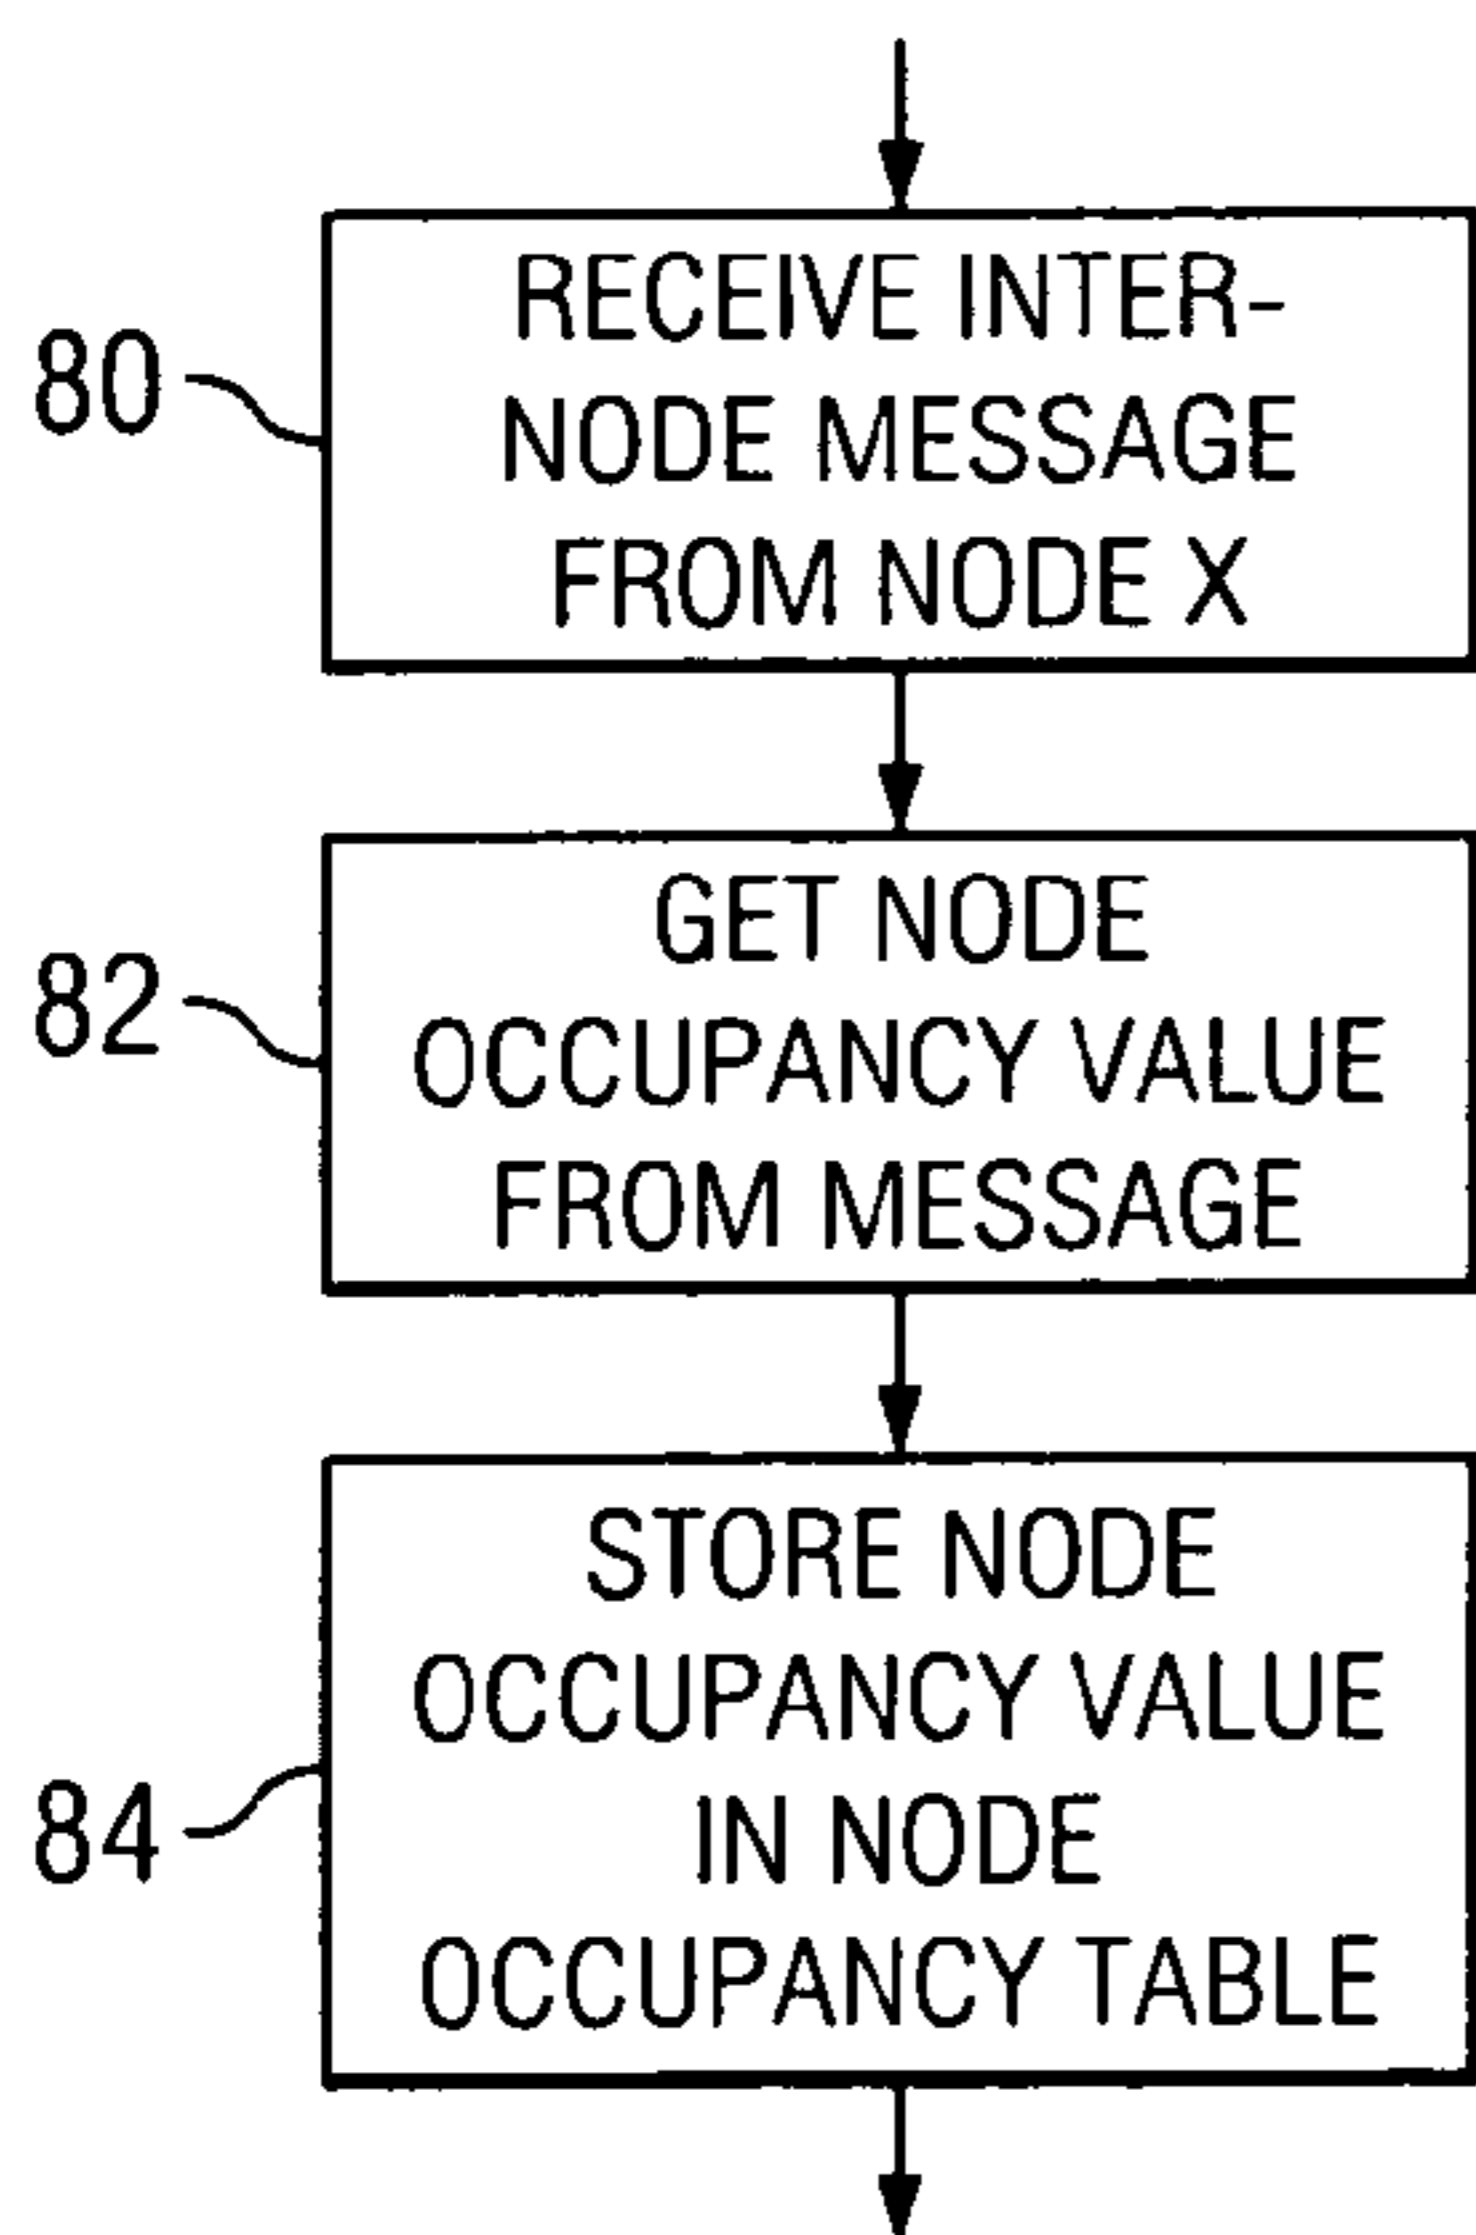 80
RECEIVE INTER-
NODE MESSAGE
FROM NODE X
82
GET NODE
OCCUPANCY VALUE
FROM MESSAGE
84
STORE NODE
OCCUPANCY VALUE
IN NODE
OCCUPANCY TABLE